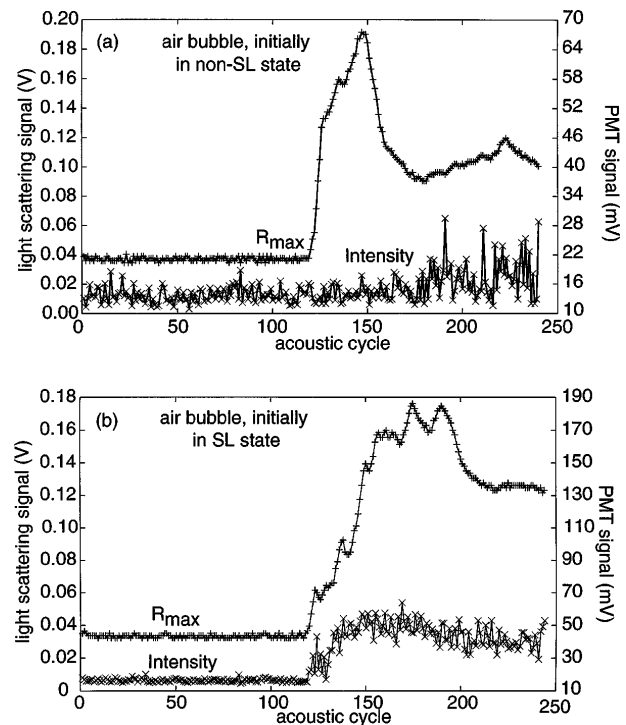 (a)
air bubble, initially
in non-SL state
light scattering signal (V)
0.20
0.18
0.16
0.14
0.12
0.10
0.08
0.06
0.04
0.02
0.00
PMT signal (mV)
70
64
58
52
46
40
34
28
22
16
10
Rmax
Intensity
0 50 100 150 200 250
acoustic cycle
(b)
air bubble, initially
in SL state
light scattering signal (V)
0.18
0.16
0.14
0.12
0.10
0.08
0.06
0.04
0.02
0
PMT signal (mV)
190
170
150
130
110
90
70
50
30
10
Rmax
Intensity
0 50 100 150 200 250
acoustic cycle